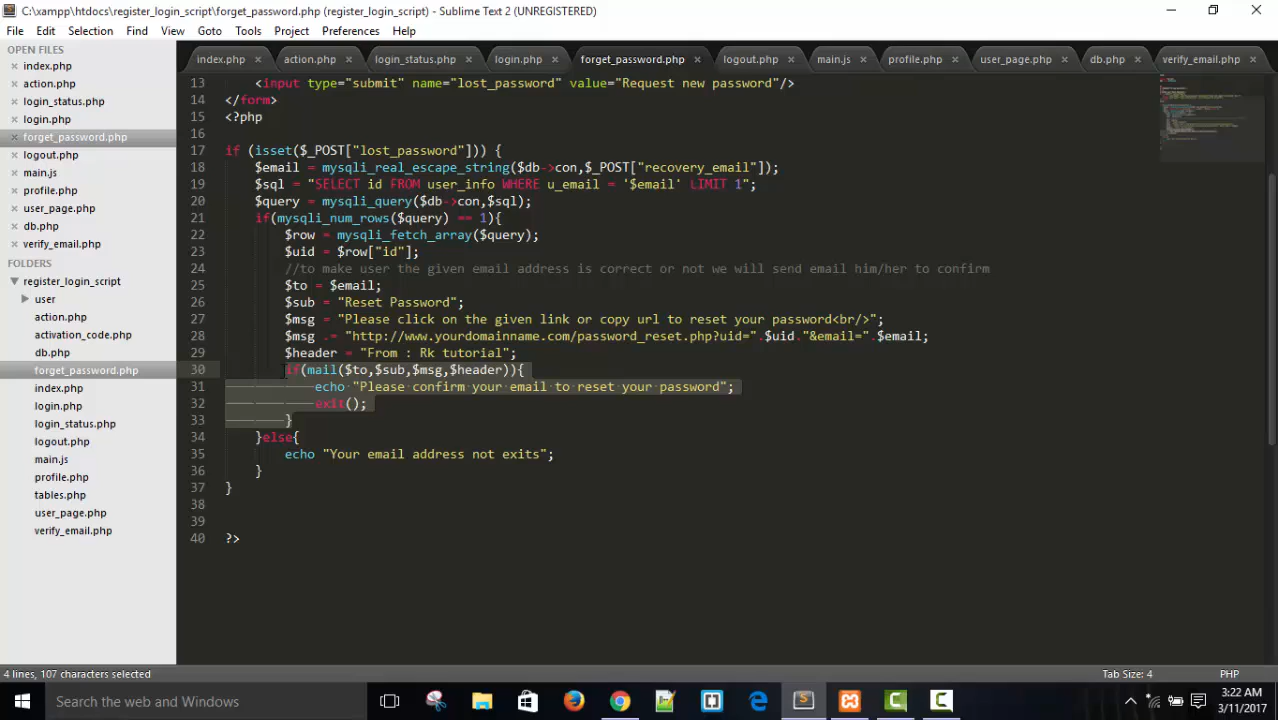 C:\xampp\htdocs\register_login_script\forget_password.php (register_login_script) - Sublime Text 2 (UNREGISTERED)
File Edit Selection Find View Goto Tools Project Preferences Help
OPEN FILES
index.php
action.php
login_status.php
login.php
forget_password.php
logout.php
main.js
profile.php
user_page.php
db.php
verify_email.php
FOLDERS
register_login_script
user
action.php
activation_code.php
db.php
forget_password.php
index.php
login.php
login_status.php
logout.php
main.js
profile.php
tables.php
user_page.php
verify_email.php
index.php action.php login_status.php login.php forget_password.php logout.php main.js profile.php user_page.php db.php verify_email.php
13 <input type="submit" name="lost_password" value="Request new password"/>
14 </form>
15 <?php
16
17 if (isset($_POST["lost_password"])) {
18 $email = mysqli_real_escape_string($db->con,$_POST["recovery_email"]);
19 $sql = "SELECT id FROM user_info WHERE u_email = '$email' LIMIT 1";
20 $query = mysqli_query($db->con,$sql);
21 if(mysqli_num_rows($query) == 1){
22 $row = mysqli_fetch_array($query);
23 $uid = $row["id"];
24 //to make user the given email address is correct or not we will send email him/her to confirm
25 $to = $email;
26 $sub = "Reset Password";
27 $msg = "Please click on the given link or copy url to reset your password<br/>";
28 $msg .= "http://www.yourdomainname.com/password_reset.php?uid=".$uid."&email=".$email;
29 $header = "From : Rk tutorial";
30 if(mail($to,$sub,$msg,$header)){
31 echo "Please confirm your email to reset your password";
32 exit();
33 }
34 }else{
35 echo "Your email address not exits";
36 }
37 }
38
39
40 ?>
4 lines, 107 characters selected
Tab Size: 4
PHP
Search the web and Windows
3:22 AM
3/11/2017